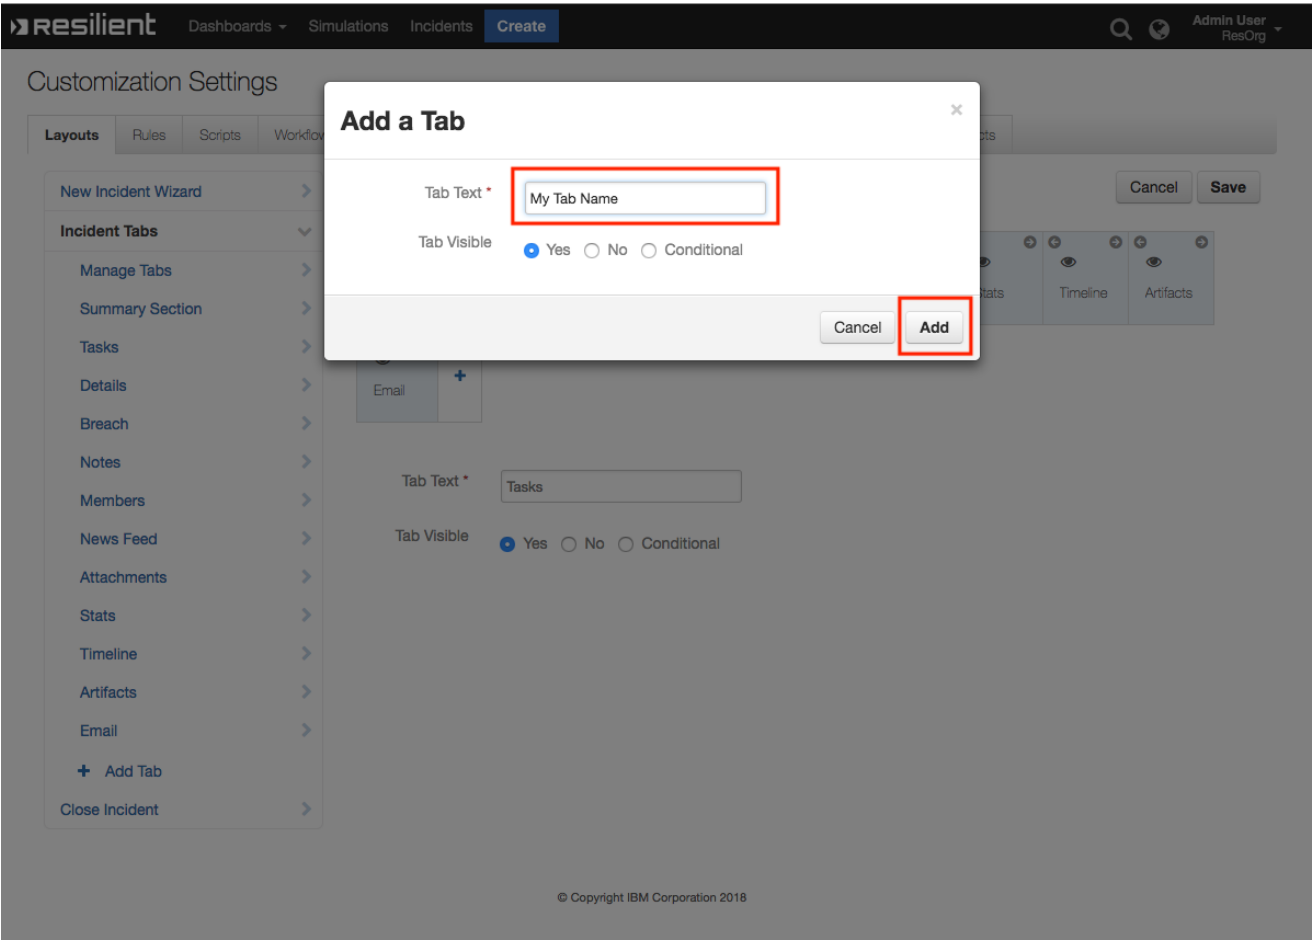 Resilient Dashboards Simulations Incidents Create Admin User
ResOrg
Customization Settings
Layouts Rules Scripts
Add a Tab ×
Tab Text * My Tab Name
Tab Visible Yes No Conditional
Cancel Add
New Incident Wizard
Cancel Save
Incident Tabs
Manage Tabs
Timeline Artifacts
Summary Section
Tasks
Details
Email +
Breach
Notes
Tab Text * Tasks
Members
News Feed
Tab Visible Yes No Conditional
Attachments
Stats
Timeline
Artifacts
Email
+ Add Tab
Close Incident
© Copyright IBM Corporation 2018